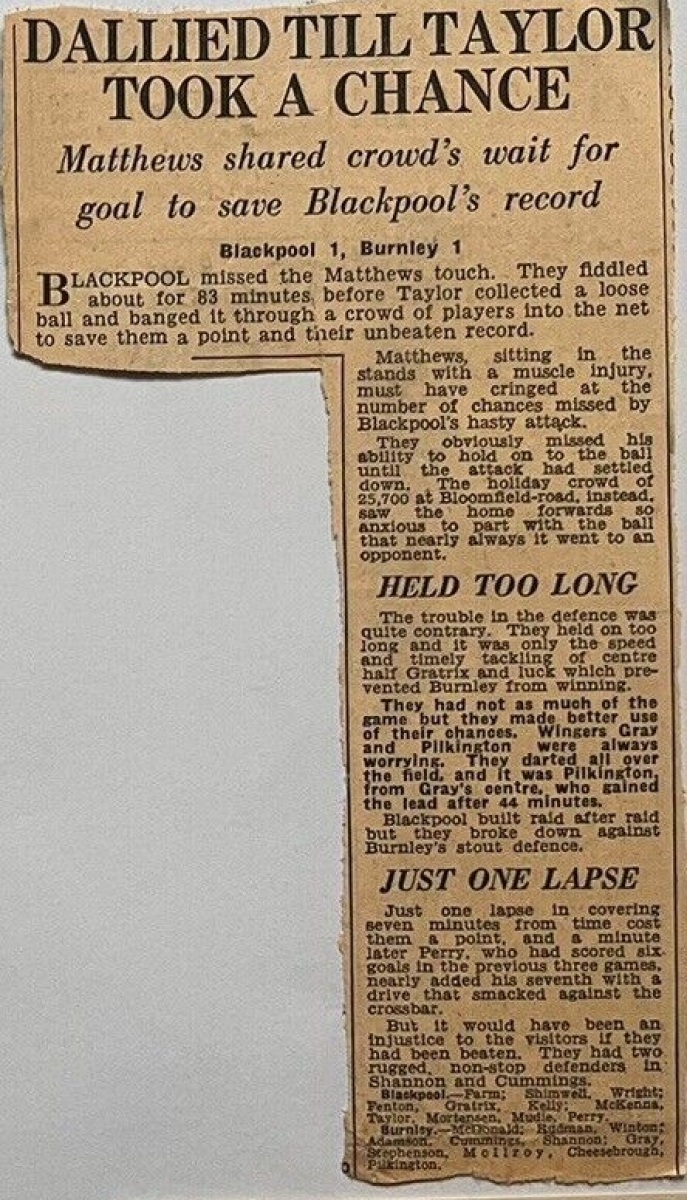 DALLIED TILL TAYLOR
TOOK A CHANCE
Matthews shared crowd's wait for
goal to save Blackpool's record
Blackpool 1, Burnley 1
BLACKPOOL missed the Matthews touch. They fiddled
about for 83 minutes before Taylor collected a loose
ball and banged it through a crowd of players into the net
to save them a point and their unbeaten record.
Matthews, sitting in the
stands with a muscle injury,
must have cringed at the
number of chances missed by
Blackpool's hasty attack.
They obviously missed his
ability to hold on to the ball
until the attack had settled
down. The holiday crowd of
25,700 at Bloomfield-road, instead,
saw the home forwards so
anxious to part with the ball
that nearly always it went to an
opponent.
HELD TOO LONG
The trouble in the defence was
quite contrary. They held on too
long and it was only the speed
and timely tackling of centre
half Gratrix and luck which pre-
vented Burnley from winning.
They had not as much of the
game but they made better use
of their chances. Wingers Gray
and Pilkington were always
worrying. They darted all over
the field, and it was Pilkington,
from Gray's centre, who gained
the lead after 44 minutes.
Blackpool built raid after raid
but they broke down against
Burnley's stout defence.
JUST ONE LAPSE
Just one lapse in covering
seven minutes from time cost
them a point, and a minute
later Perry, who had scored six
goals in the previous three games,
nearly added his seventh with a
drive that smacked against the
crossbar.
But it would have been an
injustice to the visitors if they
had been beaten. They had two
rugged, non-stop defenders in
Shannon and Cummings.
Blackpool.—Farm; Shimwell, Wright;
Fenton, Gratrix, Kelly; McKenna,
Taylor, Mortensen, Mudie, Perry.
Burnley.—McDonald; Rudman, Winton;
Adamson, Cummings, Shannon; Gray,
Stephenson, McIlroy, Cheesebrough,
Pilkington.